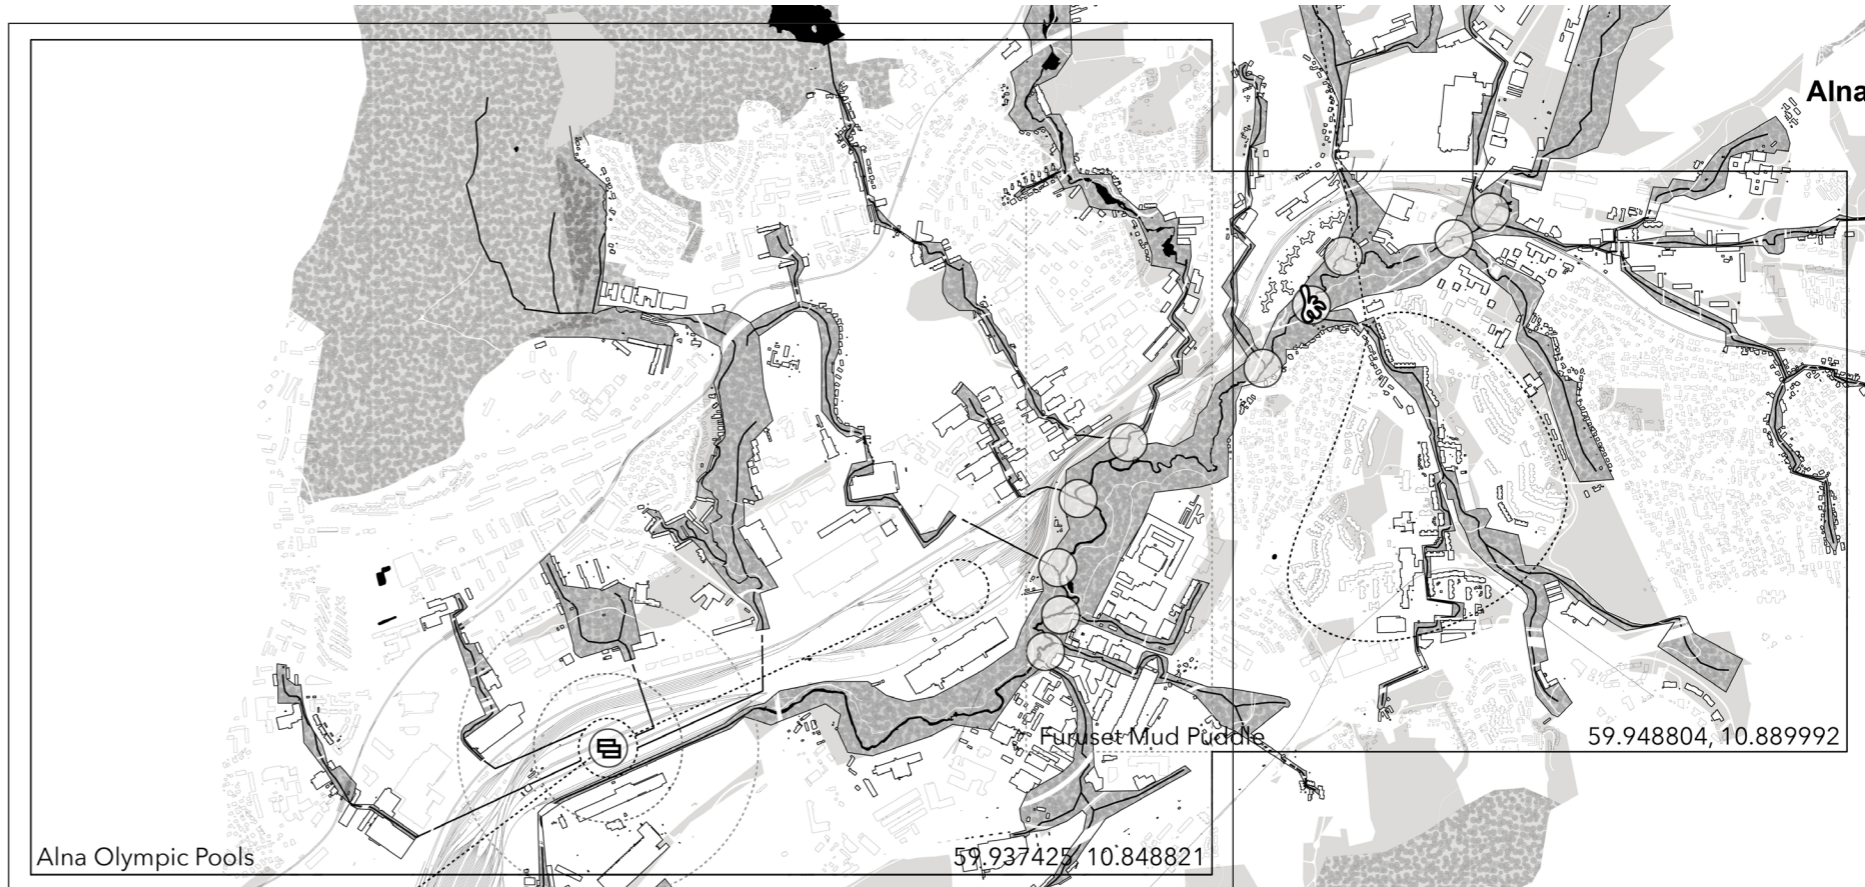 Alna
Furuset Mud Puddle
59.948804, 10.889992
Alna Olympic Pools
59.937425, 10.848821